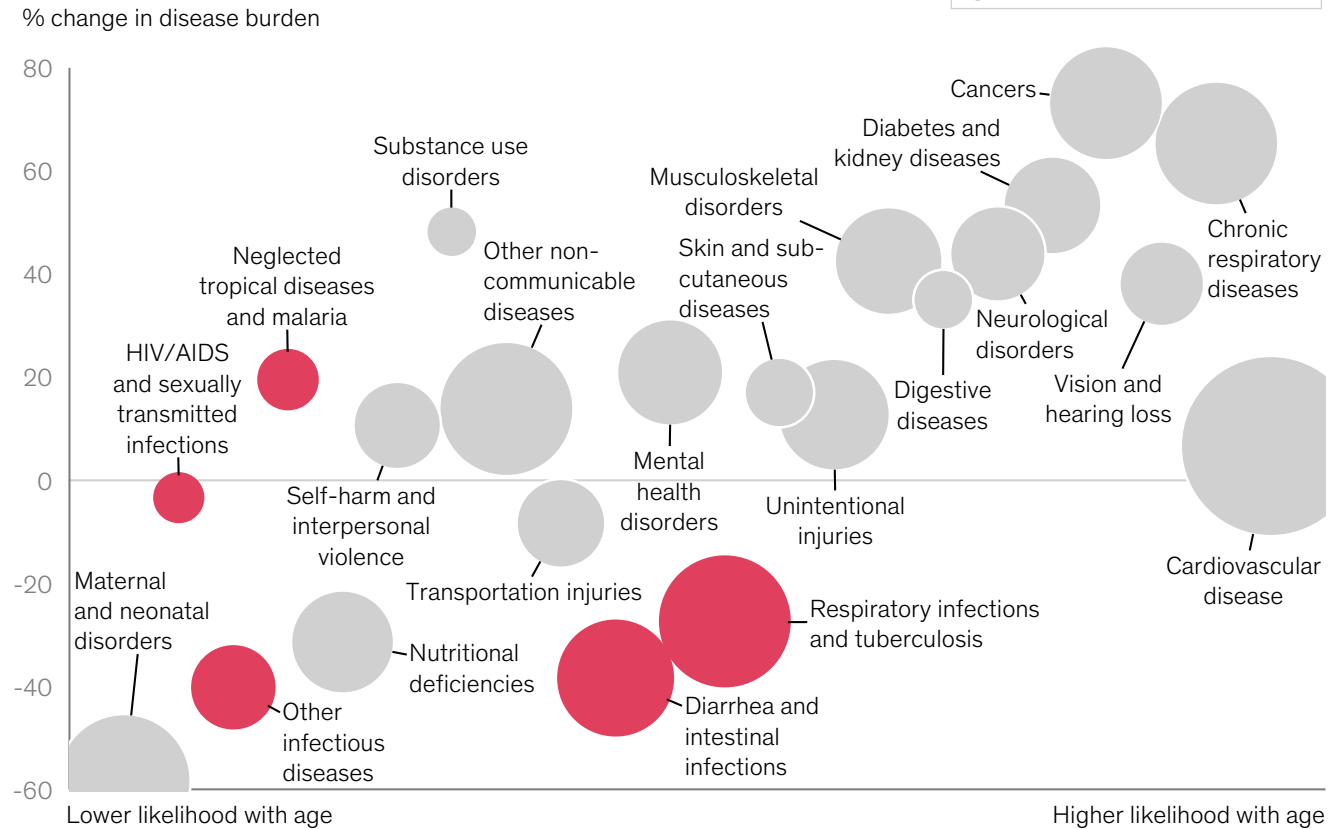 % change in disease burden
80
60
40
20
0
-20
-40
-60
Cancers
Diabetes and
kidney diseases
Substance use
disorders
Musculoskeletal
disorders
Chronic
respiratory
diseases
Skin and sub-
cutaneous
diseases
Other non-
communicable
diseases
Neglected
tropical diseases
and malaria
Neurological
disorders
HIV/AIDS
and sexually
transmitted
infections
Vision and
hearing loss
Digestive
diseases
Mental
health
disorders
Self-harm and
interpersonal
violence
Unintentional
injuries
Cardiovascular
disease
Transportation injuries
Maternal
and neonatal
disorders
Respiratory infections
and tuberculosis
Nutritional
deficiencies
Other
infectious
diseases
Diarrhea and
intestinal
infections
Lower likelihood with age
Higher likelihood with age